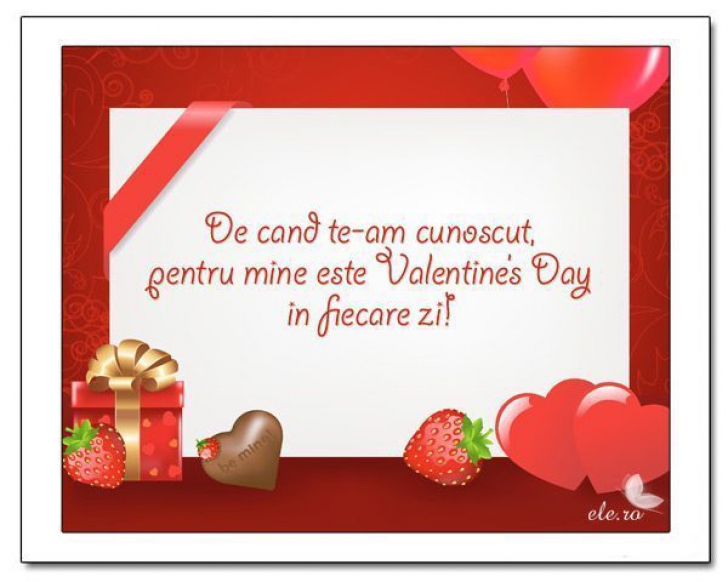 De cand te-am cunoscut,
pentru mine este Valentine's Day
in fiecare zi!
be mine!
ele.ro